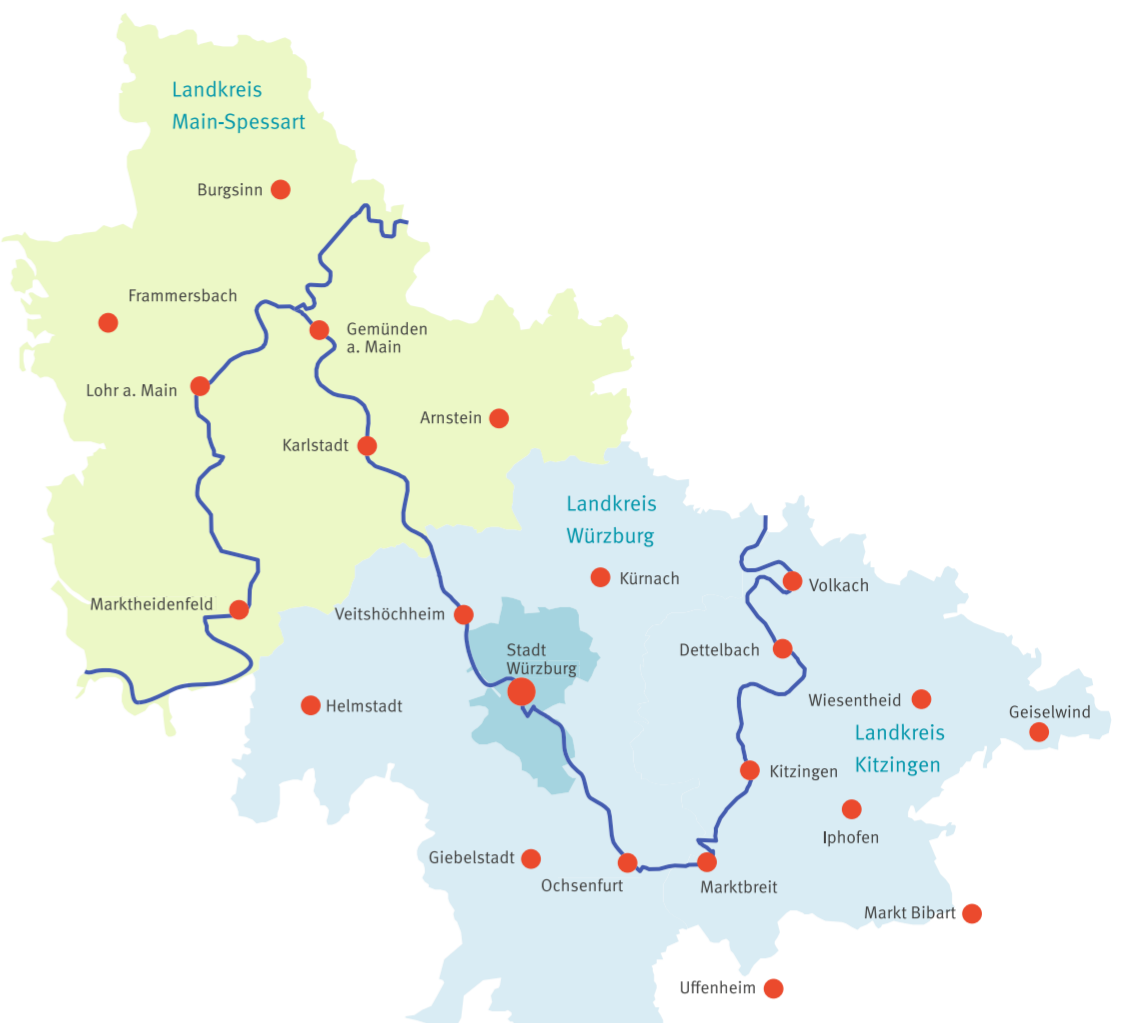 Landkreis
Main-Spessart
Burgsinn
Frammersbach
Gemünden
a. Main
Lohr a. Main
Arnstein
Karlstadt
Landkreis
Würzburg
Kürnach
Volkach
Marktheidenfeld
Veitshöchheim
Stadt
Würzburg
Dettelbach
Wiesentheid
Helmstadt
Geiselwind
Landkreis
Kitzingen
Kitzingen
Iphofen
Giebelstadt
Ochsenfurt
Marktbreit
Markt Bibart
Uffenheim